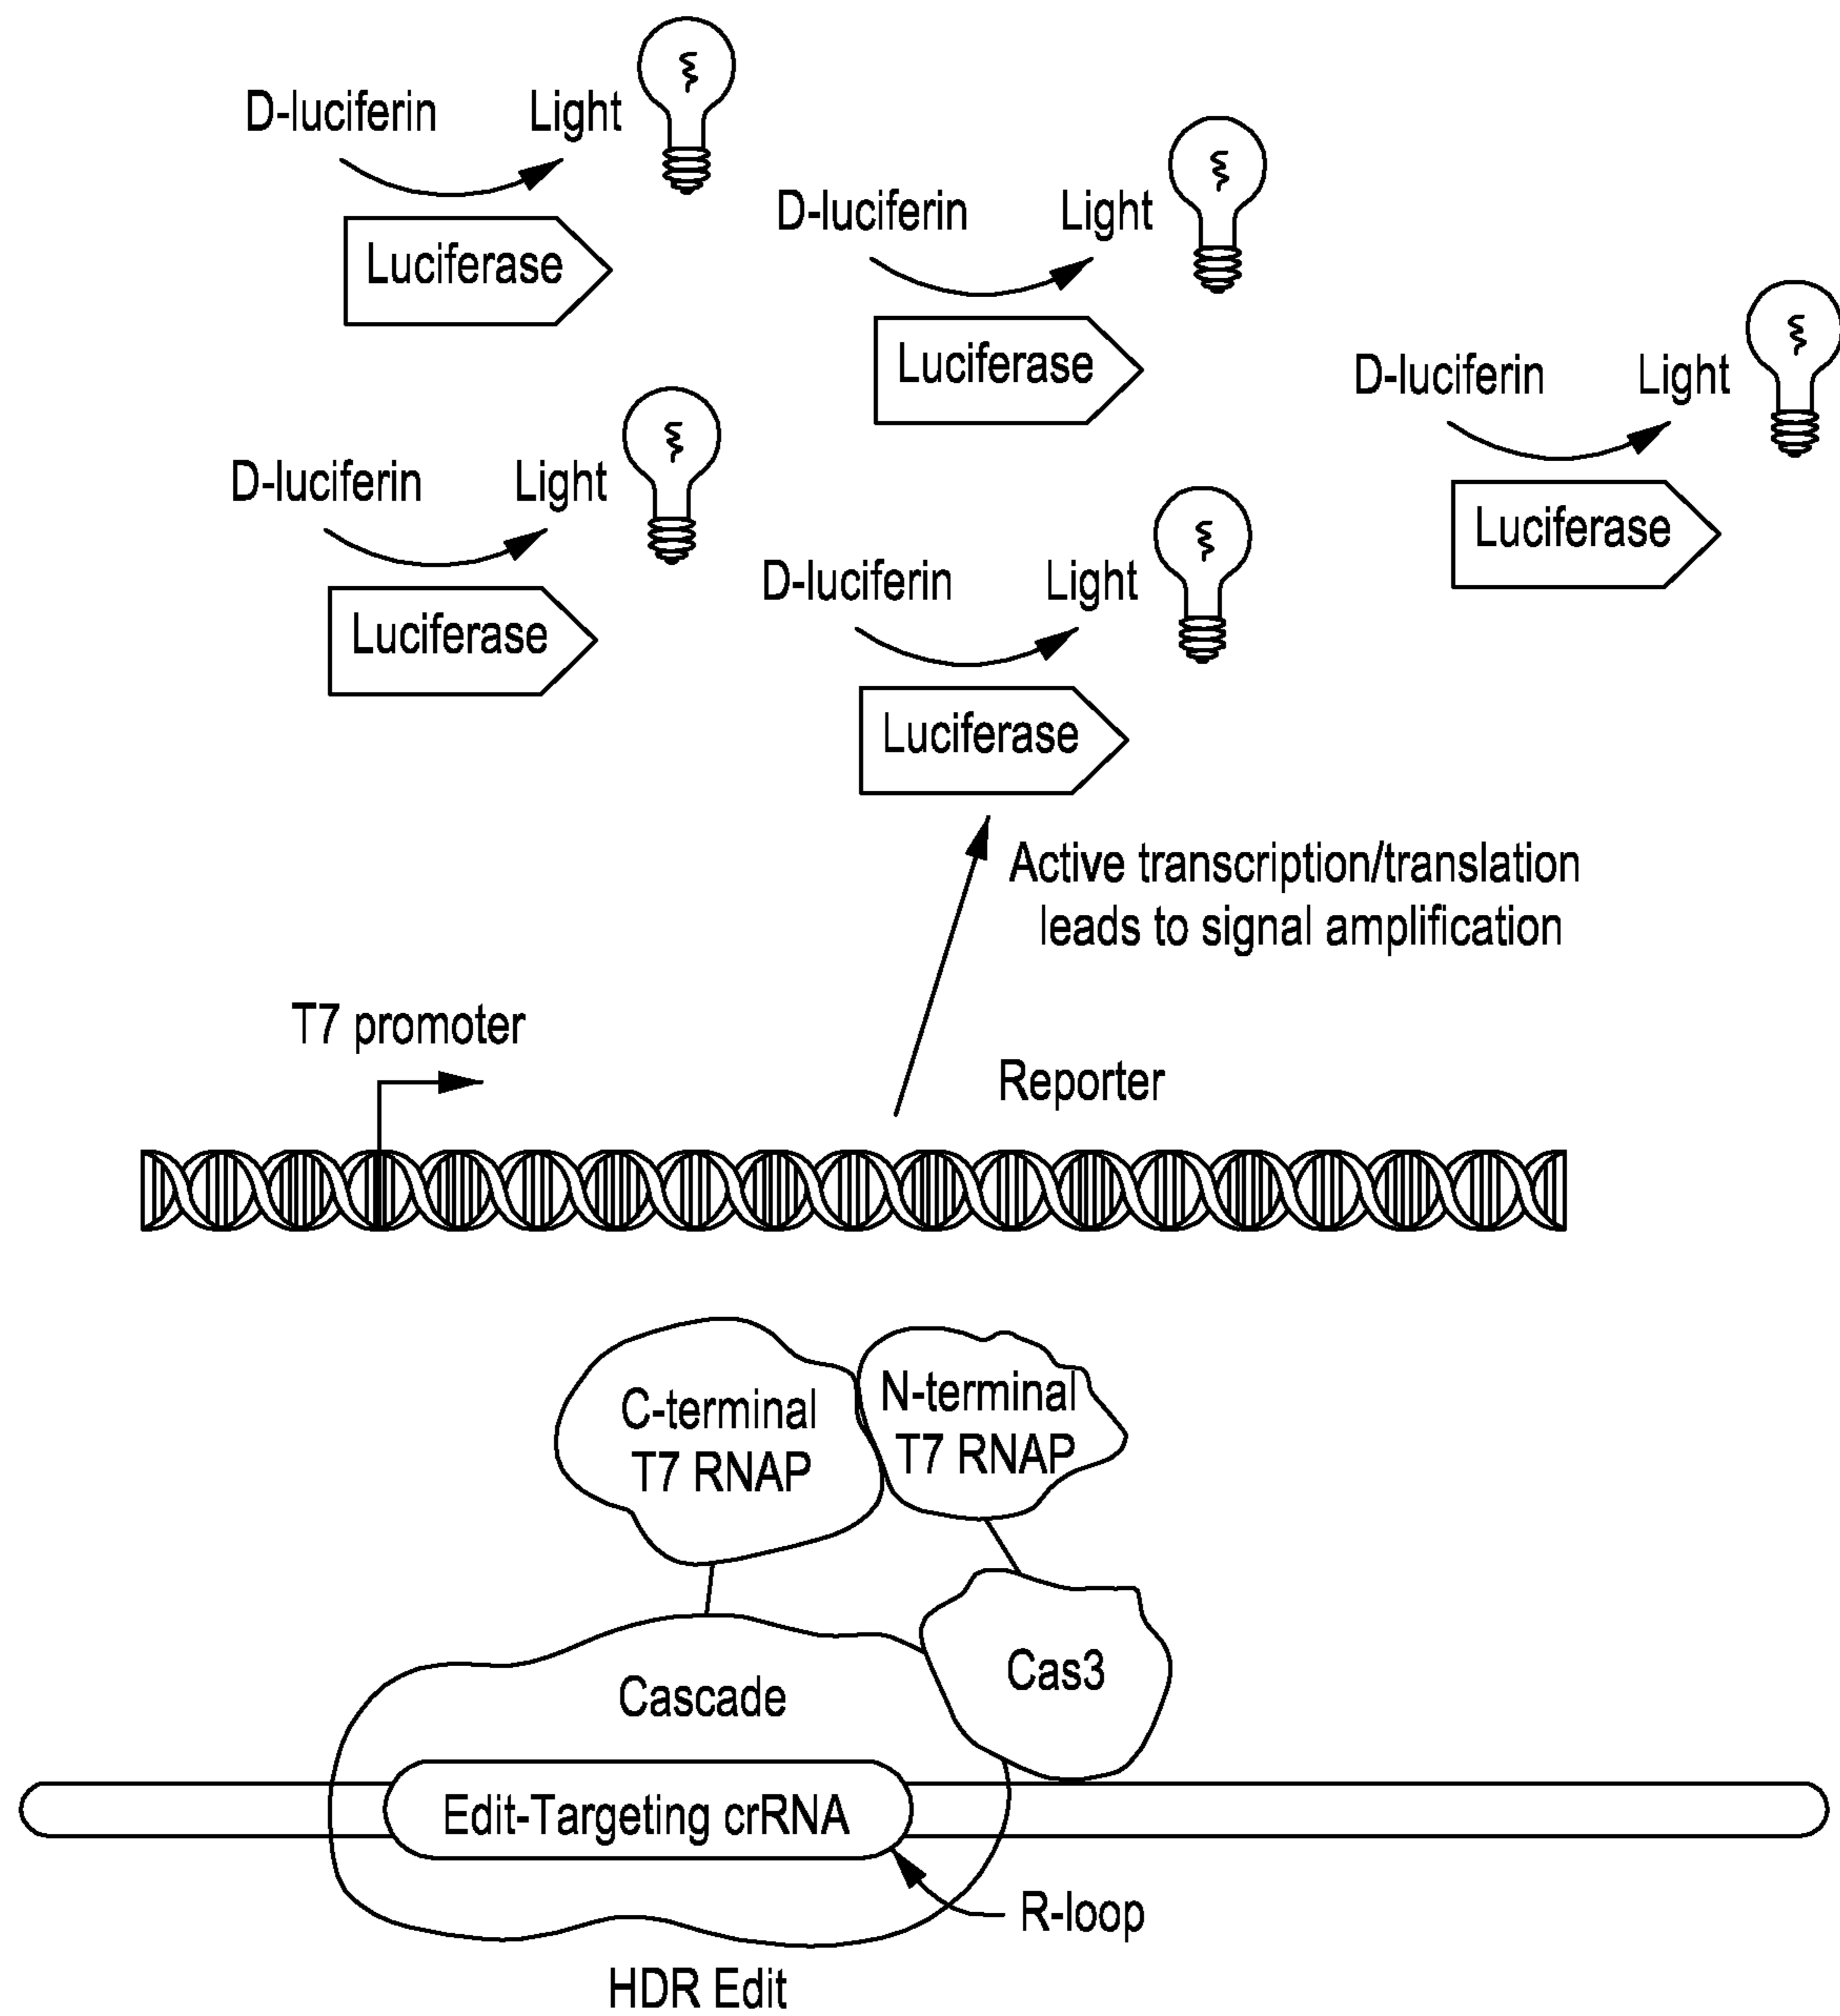 D-luciferin Light
Luciferase
D-luciferin Light
Luciferase
D-luciferin Light
Luciferase
D-luciferin Light
Luciferase
D-luciferin Light
Luciferase
Active transcription/translation
leads to signal amplification
T7 promoter
Reporter
C-terminal
T7 RNAP
N-terminal
T7 RNAP
Cas3
Cascade
Edit-Targeting crRNA
R-loop
HDR Edit